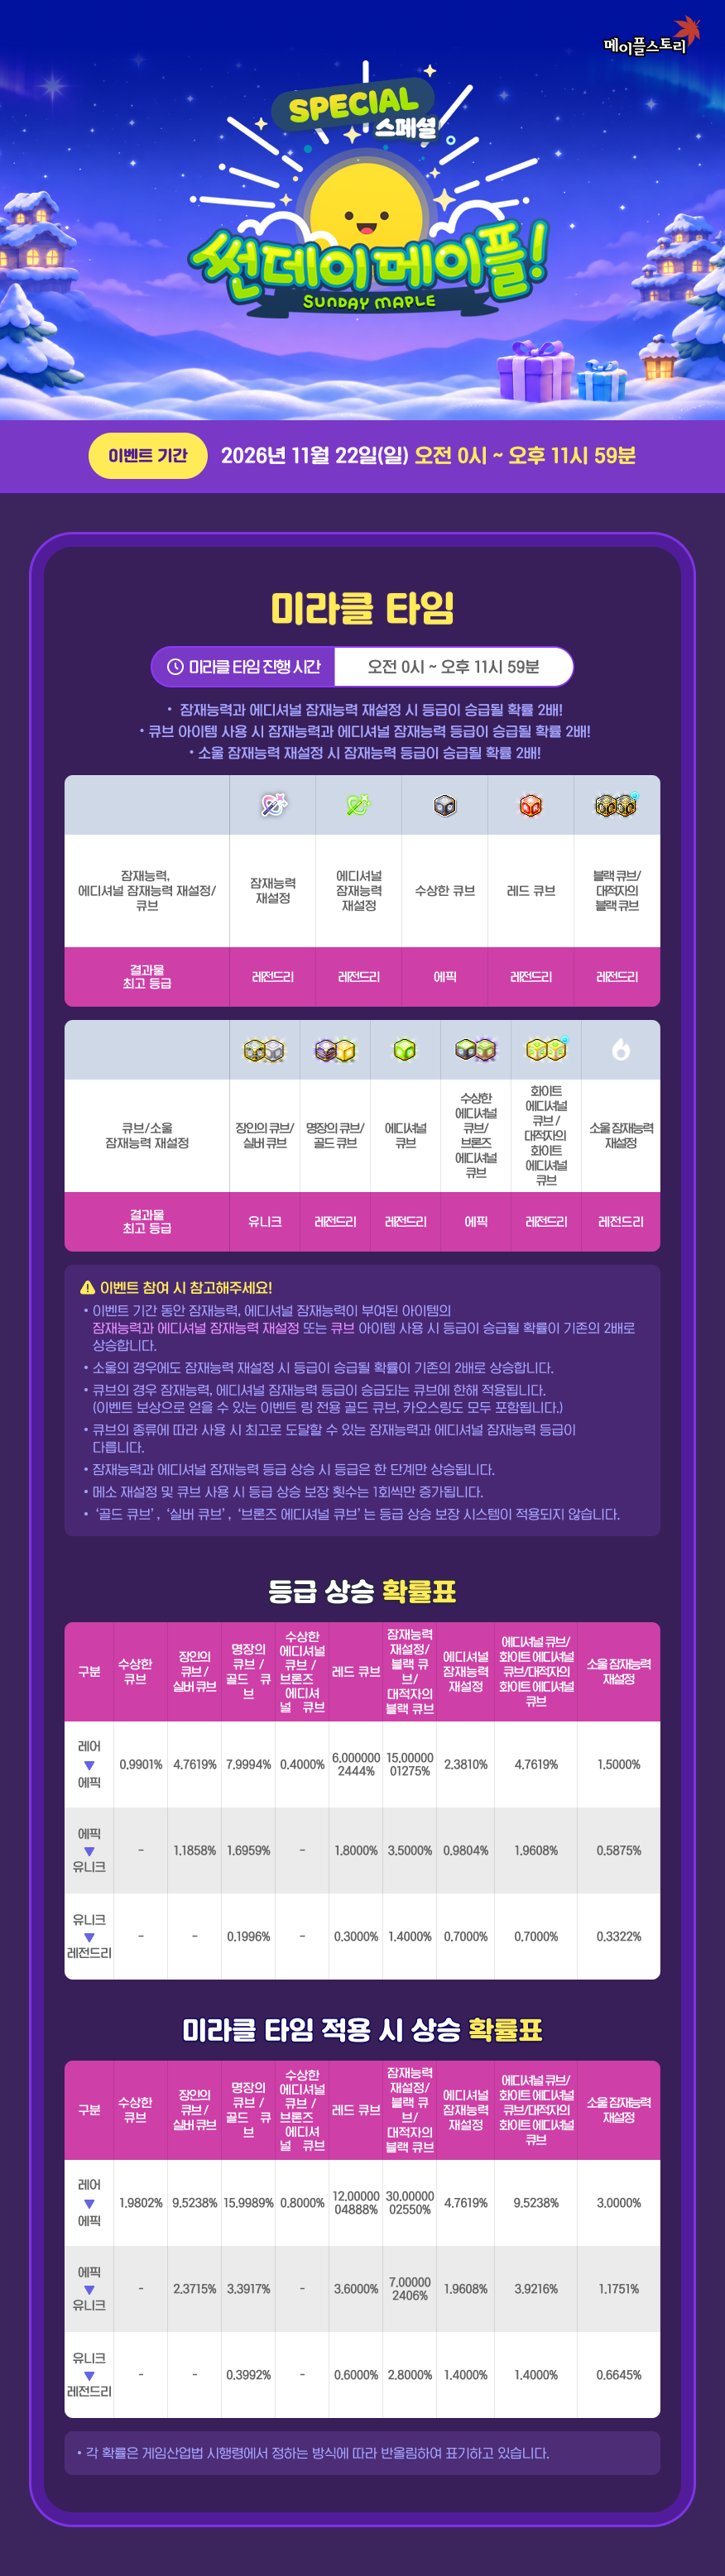 메이플스토리
SPECIAL
스페셜
썬데이 메이플!
SUNDAY MAPLE
이벤트 기간 2026년 11월 22일(일) 오전 0시 ~ 오후 11시 59분
미라클 타임
미라클 타임 진행 시간 오전 0시 ~ 오후 11시 59분
• 잠재능력과 에디셔널 잠재능력 재설정 시 등급이 승급될 확률 2배!
• 큐브 아이템 사용 시 잠재능력과 에디셔널 잠재능력 등급이 승급될 확률 2배!
• 소울 잠재능력 재설정 시 잠재능력 등급이 승급될 확률 2배!
잠재능력,
에디셔널 잠재능력 재설정/
큐브
잠재능력
재설정
에디셔널
잠재능력
재설정
수상한 큐브
레드 큐브
블랙 큐브/
대적자의
블랙 큐브
결과물
최고 등급
레전드리
레전드리
에픽
레전드리
레전드리
큐브/소울
잠재능력 재설정
장인의 큐브/
실버 큐브
명장의 큐브/
골드 큐브
에디셔널
큐브
수상한
에디셔널
큐브/
브론즈
에디셔널
큐브
화이트
에디셔널
큐브 /
대적자의
화이트
에디셔널
큐브
소울 잠재능력
재설정
결과물
최고 등급
유니크
레전드리
레전드리
에픽
레전드리
레전드리
이벤트 참여 시 참고해주세요!
• 이벤트 기간 동안 잠재능력, 에디셔널 잠재능력이 부여된 아이템의
잠재능력과 에디셔널 잠재능력 재설정 또는 큐브 아이템 사용 시 등급이 승급될 확률이 기존의 2배로
상승합니다.
• 소울의 경우에도 잠재능력 재설정 시 등급이 승급될 확률이 기존의 2배로 상승합니다.
• 큐브의 경우 잠재능력, 에디셔널 잠재능력 등급이 승급되는 큐브에 한해 적용됩니다.
(이벤트 보상으로 얻을 수 있는 이벤트 링 전용 골드 큐브, 카오스링도 모두 포함됩니다.)
• 큐브의 종류에 따라 사용 시 최고로 도달할 수 있는 잠재능력과 에디셔널 잠재능력 등급이
다릅니다.
• 잠재능력과 에디셔널 잠재능력 등급 상승 시 등급은 한 단계만 상승됩니다.
• 메소 재설정 및 큐브 사용 시 등급 상승 보장 횟수는 1회씩만 증가됩니다.
• ‘골드 큐브’, ‘실버 큐브’, ‘브론즈 에디셔널 큐브’는 등급 상승 보장 시스템이 적용되지 않습니다.
등급 상승 확률표
구분
수상한
큐브
장인의
큐브 /
실버 큐브
명장의
큐브 /
골드 큐
브
수상한
에디셔널
큐브 /
브론즈
에디셔
널 큐브
레드 큐브
잠재능력
재설정/
블랙 큐
브/
대적자의
블랙 큐브
에디셔널
잠재능력
재설정
에디셔널 큐브/
화이트 에디셔널
큐브/대적자의
화이트 에디셔널
큐브
소울 잠재능력
재설정
레어
▼
에픽
0.9901% 4.7619% 7.9994% 0.4000% 6.000000
2444% 15.00000
01275% 2.3810% 4.7619% 1.5000%
에픽
▼
유니크
- 1.1858% 1.6959% - 1.8000% 3.5000% 0.9804% 1.9608% 0.5875%
유니크
▼
레전드리
- - 0.1996% - 0.3000% 1.4000% 0.7000% 0.7000% 0.3322%
미라클 타임 적용 시 상승 확률표
구분
수상한
큐브
장인의
큐브 /
실버 큐브
명장의
큐브 /
골드 큐
브
수상한
에디셔널
큐브 /
브론즈
에디셔
널 큐브
레드 큐브
잠재능력
재설정/
블랙 큐
브/
대적자의
블랙 큐브
에디셔널
잠재능력
재설정
에디셔널 큐브/
화이트 에디셔널
큐브/대적자의
화이트 에디셔널
큐브
소울 잠재능력
재설정
레어
▼
에픽
1.9802% 9.5238% 15.9989% 0.8000% 12.00000
04888% 30.00000
02550% 4.7619% 9.5238% 3.0000%
에픽
▼
유니크
- 2.3715% 3.3917% - 3.6000% 7.00000
2406% 1.9608% 3.9216% 1.1751%
유니크
▼
레전드리
- - 0.3992% - 0.6000% 2.8000% 1.4000% 1.4000% 0.6645%
• 각 확률은 게임산업법 시행령에서 정하는 방식에 따라 반올림하여 표기하고 있습니다.